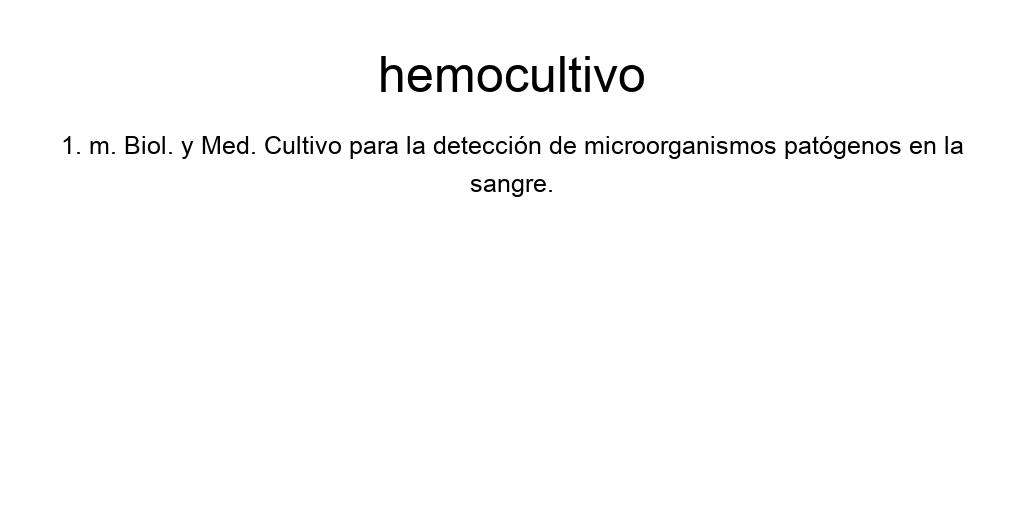 hemocultivo
1. m. Biol. y Med. Cultivo para la detección de microorganismos patógenos en la
sangre.